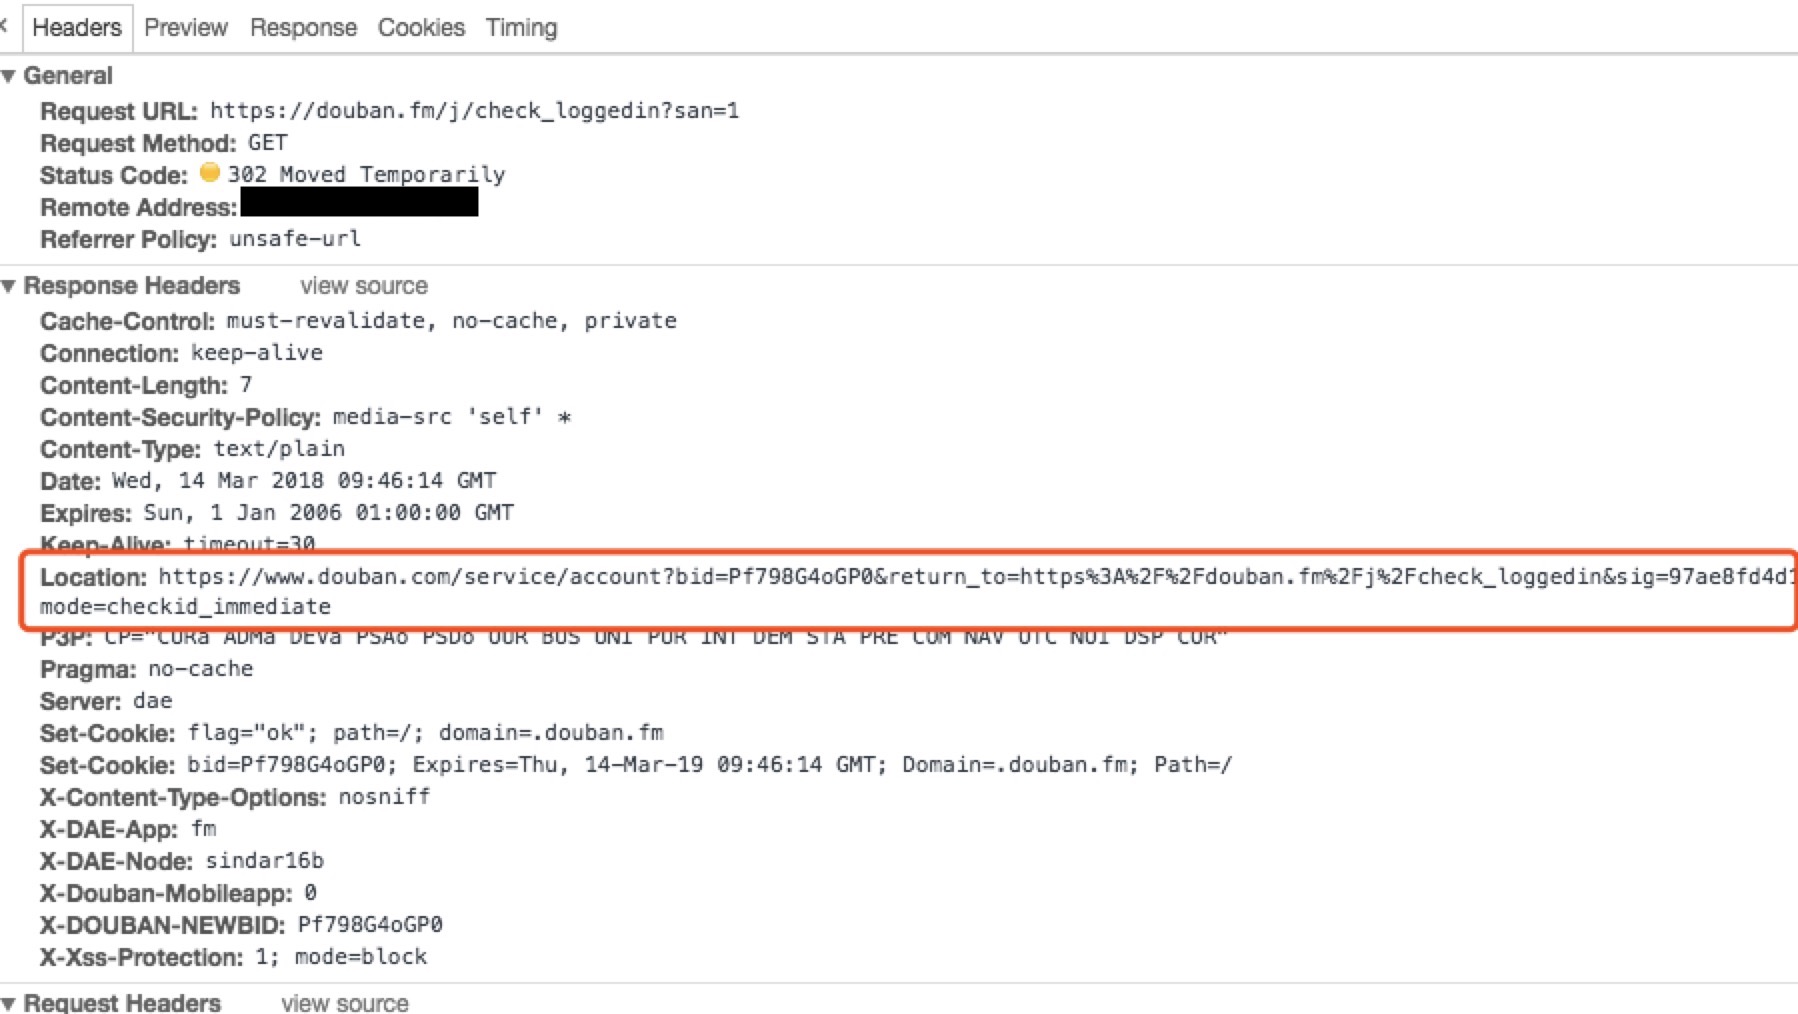 Headers Preview Response Cookies Timing
General
Request URL: https://douban.fm/j/check_loggedin?san=1
Request Method: GET
Status Code: 302 Moved Temporarily
Remote Address:
Referrer Policy: unsafe-url
Response Headers view source
Cache-Control: must-revalidate, no-cache, private
Connection: keep-alive
Content-Length: 7
Content-Security-Policy: media-src 'self' *
Content-Type: text/plain
Date: Wed, 14 Mar 2018 09:46:14 GMT
Expires: Sun, 1 Jan 2006 01:00:00 GMT
Keep-Alive: timeout=30
Location: https://www.douban.com/service/account?bid=Pf798G4oGP0&return_to=https%3A%2F%2Fdouban.fm%2Fj%2Fcheck_loggedin&sig=97ae8fd4d1
mode=checkid_immediate
P3P: CP="CURa ADMa DEVa PSAo PSDo OUR BUS UNI PUR INT DEM STA PRE COM NAV OTC NOI DSP COR"
Pragma: no-cache
Server: dae
Set-Cookie: flag="ok"; path=/; domain=.douban.fm
Set-Cookie: bid=Pf798G4oGP0; Expires=Thu, 14-Mar-19 09:46:14 GMT; Domain=.douban.fm; Path=/
X-Content-Type-Options: nosniff
X-DAE-App: fm
X-DAE-Node: sindar16b
X-Douban-Mobileapp: 0
X-DOUBAN-NEWBID: Pf798G4oGP0
X-Xss-Protection: 1; mode=block
Request Headers view source